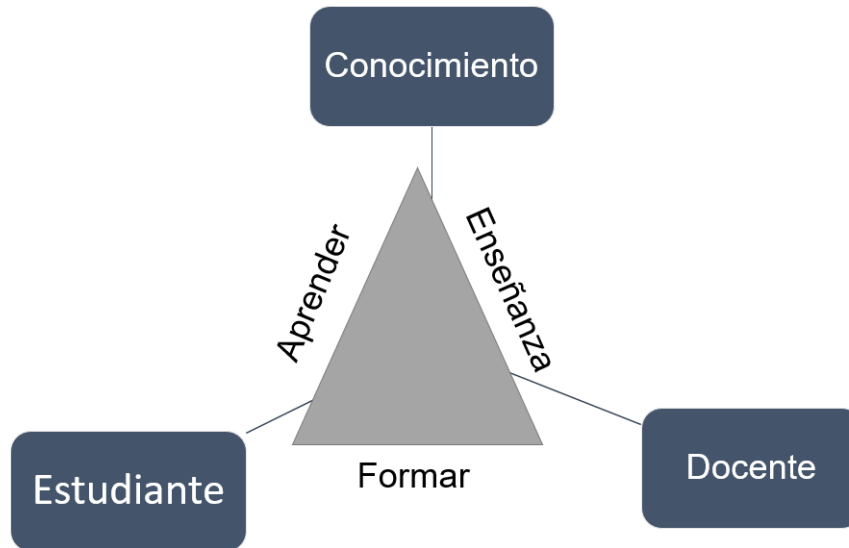 Conocimiento
Aprender
Enseñanza
Estudiante
Formar
Docente